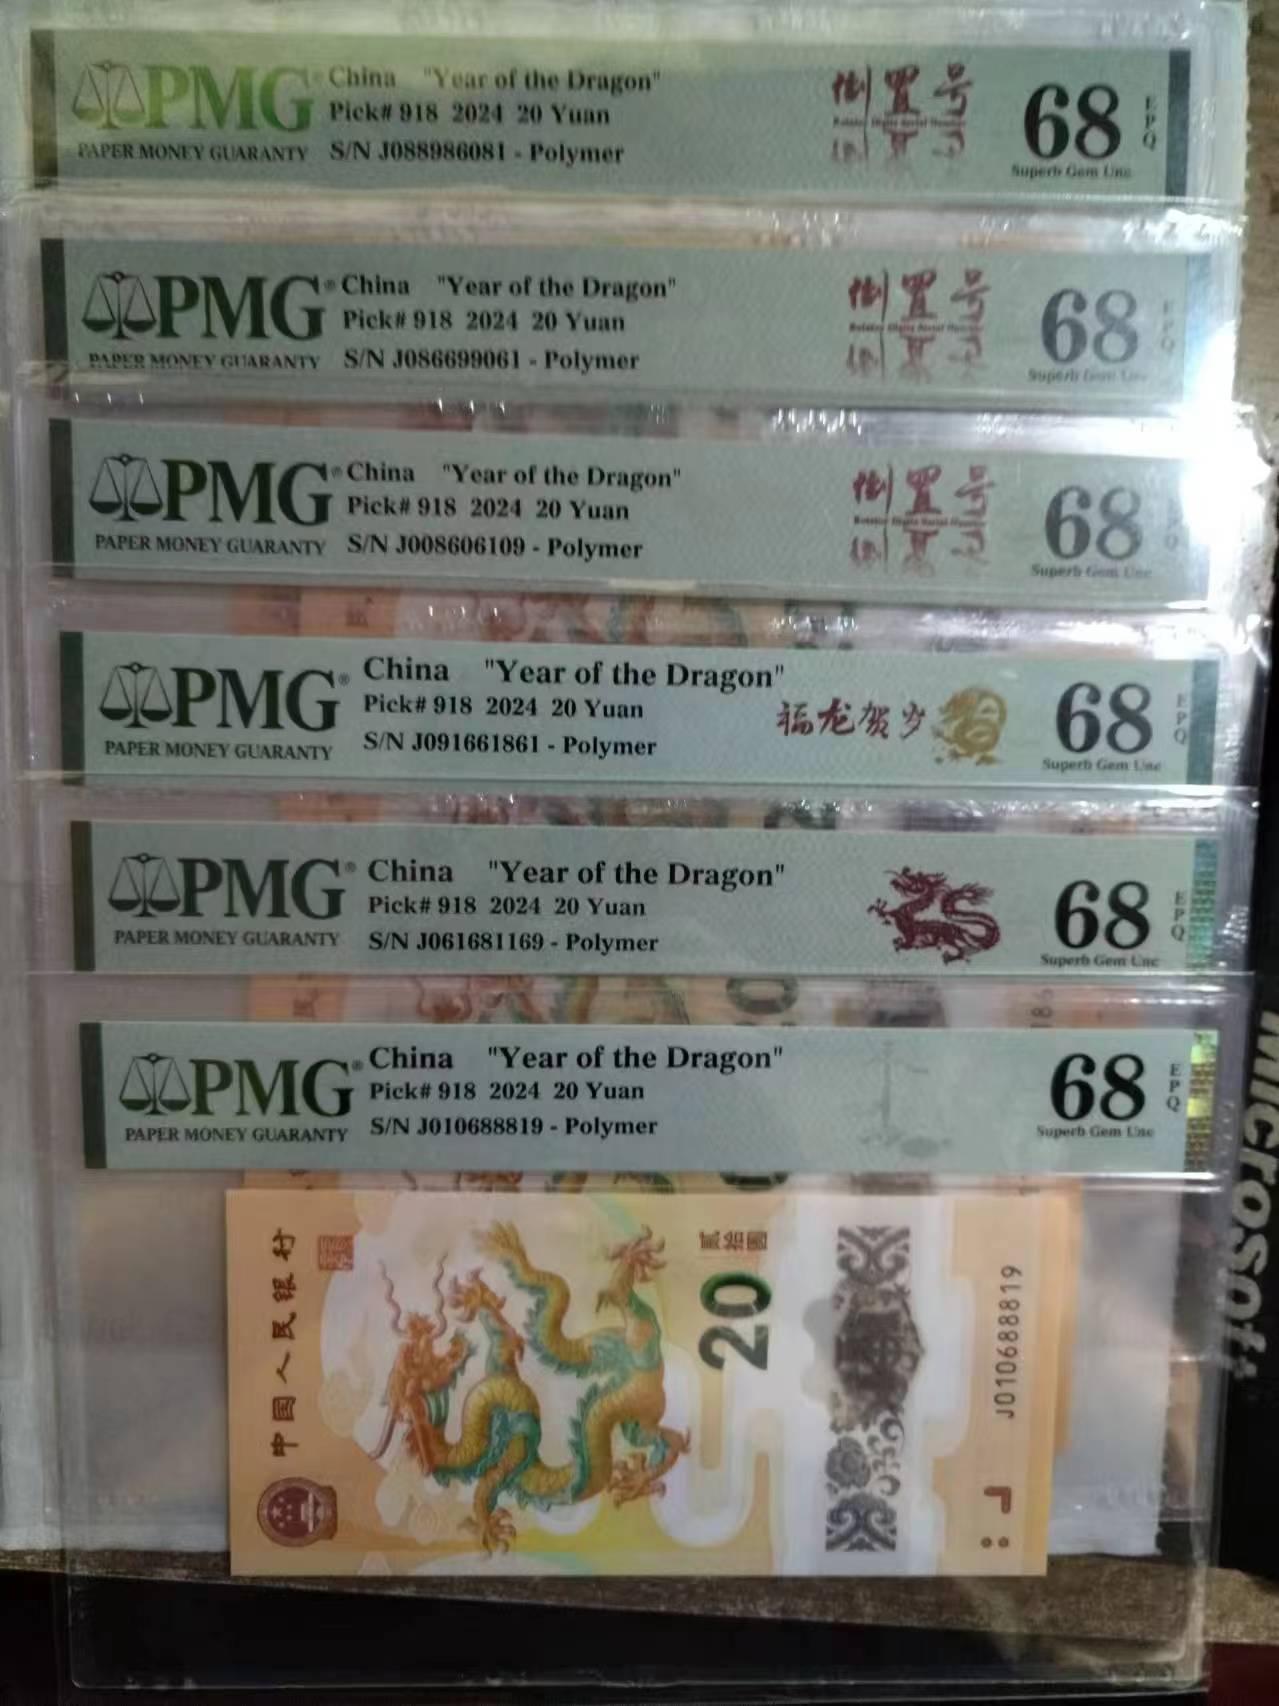 PMG® China "Year of the Dragon"
Pick# 918 2024 20 Yuan
PAPER MONEY GUARANTY S/N J088986081 - Polymer
倒置号
68 EPQ
Superb Gem Unc
PMG® China "Year of the Dragon"
Pick# 918 2024 20 Yuan
PAPER MONEY GUARANTY S/N J086699061 - Polymer
倒置号
68 EPQ
Superb Gem Unc
PMG® China "Year of the Dragon"
Pick# 918 2024 20 Yuan
PAPER MONEY GUARANTY S/N J008606109 - Polymer
倒置号
68
Superb Gem Unc
PMG® China "Year of the Dragon"
Pick# 918 2024 20 Yuan
PAPER MONEY GUARANTY S/N J091661861 - Polymer
福龙贺岁
68 EPQ
Superb Gem Unc
PMG® China "Year of the Dragon"
Pick# 918 2024 20 Yuan
PAPER MONEY GUARANTY S/N J061681169 - Polymer
68 EPQ
Superb Gem Unc
PMG® China "Year of the Dragon"
Pick# 918 2024 20 Yuan
PAPER MONEY GUARANTY S/N J010688819 - Polymer
68 EPQ
Superb Gem Unc
中国人民银行
贰拾圆
20
J010688819
Microsoft